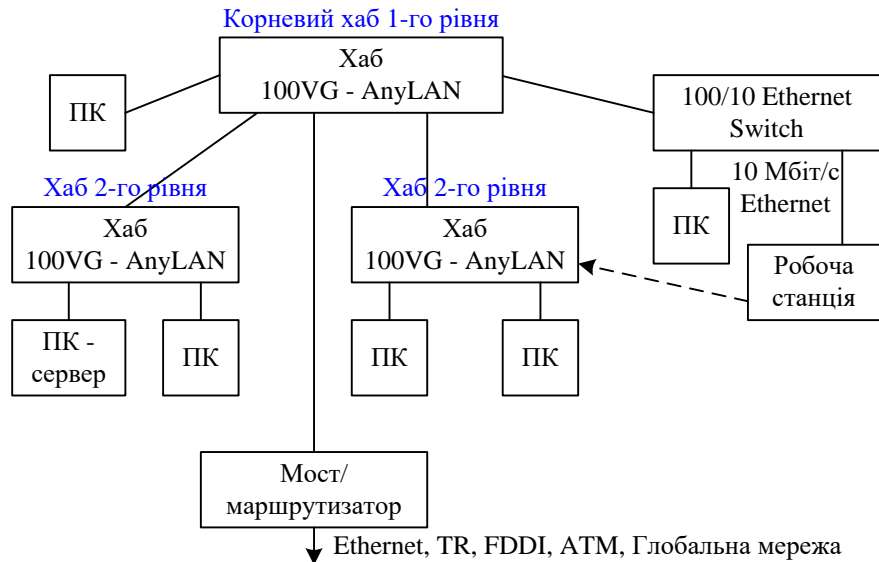 Корневий хаб 1-го рівня
Хаб
100VG - AnyLAN
ПК
100/10 Ethernet
Switch
Хаб 2-го рівня
Хаб
100VG - AnyLAN
Хаб 2-го рівня
Хаб
100VG - AnyLAN
10 Мбіт/с
Ethernet
ПК
Робоча
станція
ПК -
сервер
ПК
ПК
ПК
Мост/
маршрутизатор
Ethernet, TR, FDDI, ATM, Глобальна мережа